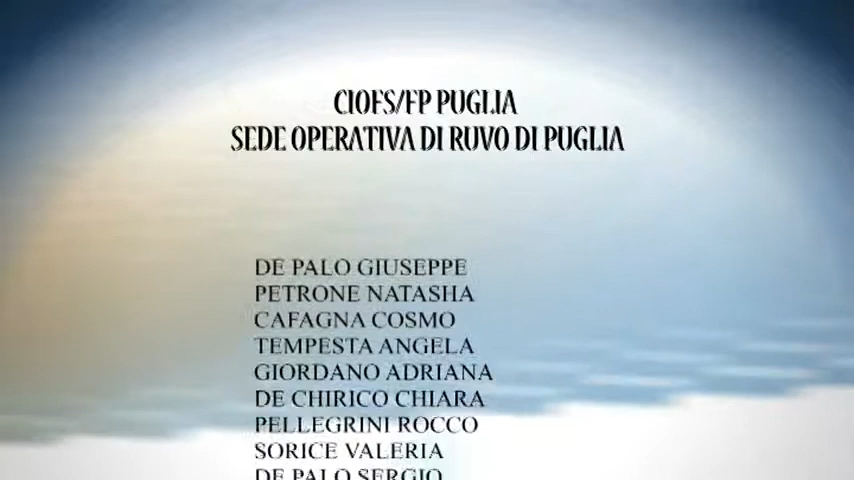 CIOFS/FP PUGLIA
SEDE OPERATIVA DI RUVO DI PUGLIA
DE PALO GIUSEPPE
PETRONE NATASHA
CAFAGNA COSMO
TEMPESTA ANGELA
GIORDANO ADRIANA
DE CHIRICO CHIARA
PELLEGRINI ROCCO
SORICE VALERIA
DE PALO SERGIO